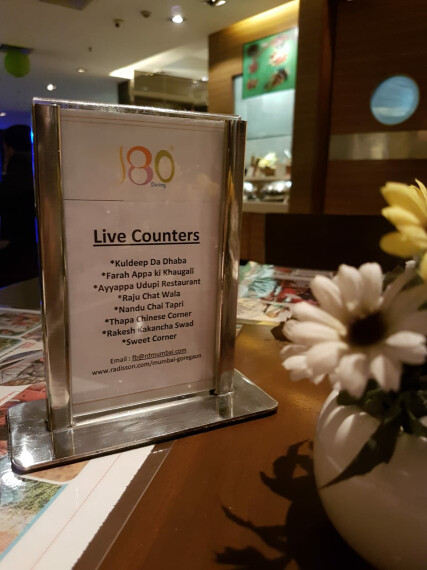 180°
Dining
Live Counters
*Kuldeep Da Dhaba
*Farah Appa ki Khaugali
*Ayyappa Udupi Restaurant
*Raju Chat Wala
*Nandu Chai Tapri
*Thapa Chinese Corner
*Rakesh Kakancha Swad
*Sweet Corner
Email : fb@rdmumbai.com
www.radisson.com/mumbai-goregaon